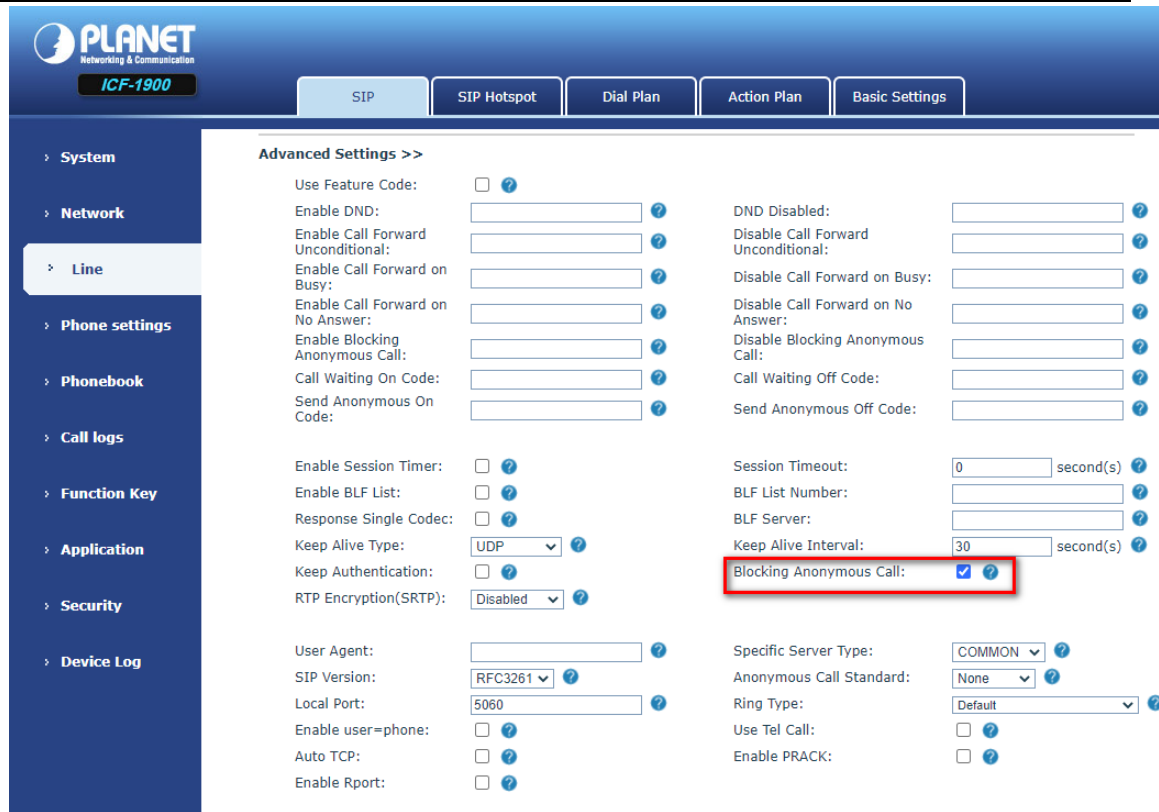 PLANET
Networking & Communication
ICF-1900
SIP
SIP Hotspot
Dial Plan
Action Plan
Basic Settings
System
Network
Line
Phone settings
Phonebook
Call logs
Function Key
Application
Security
Device Log
Advanced Settings >>
Use Feature Code:
Enable DND:
DND Disabled:
Enable Call Forward
Unconditional:
Disable Call Forward
Unconditional:
Enable Call Forward on
Busy:
Disable Call Forward on Busy:
Enable Call Forward on
No Answer:
Disable Call Forward on No
Answer:
Enable Blocking
Anonymous Call:
Disable Blocking Anonymous
Call:
Call Waiting On Code:
Call Waiting Off Code:
Send Anonymous On
Code:
Send Anonymous Off Code:
Enable Session Timer:
Session Timeout: 0 second(s)
Enable BLF List:
BLF List Number:
Response Single Codec:
BLF Server:
Keep Alive Type: UDP
Keep Alive Interval: 30 second(s)
Keep Authentication:
Blocking Anonymous Call:
RTP Encryption(SRTP): Disabled
User Agent:
Specific Server Type: COMMON
SIP Version: RFC3261
Anonymous Call Standard: None
Local Port: 5060
Ring Type: Default
Enable user=phone:
Use Tel Call:
Auto TCP:
Enable PRACK:
Enable Rport: